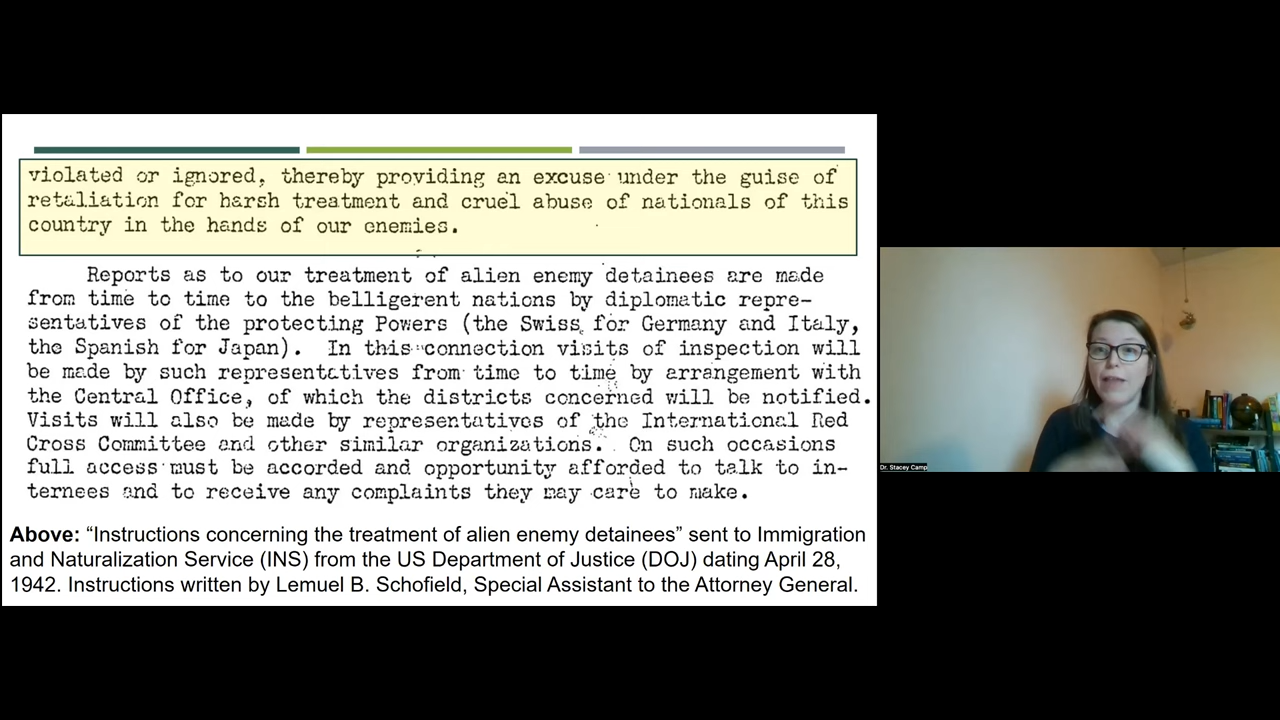 violated or ignored, thereby providing an excuse under the guise of
retaliation for harsh treatment and cruel abuse of nationals of this
country in the hands of our enemies.
Reports as to our treatment of alien enemy detainees are made
from time to time to the belligerent nations by diplomatic repre-
sentatives of the protecting Powers (the Swiss for Germany and Italy,
the Spanish for Japan). In this connection visits of inspection will
be made by such representatives from time to time by arrangement with
the Central Office, of which the districts concerned will be notified.
Visits will also be made by representatives of the International Red
Cross Committee and other similar organizations. On such occasions
full access must be accorded and opportunity afforded to talk to in-
ternees and to receive any complaints they may care to make.
Above: “Instructions concerning the treatment of alien enemy detainees” sent to Immigration
and Naturalization Service (INS) from the US Department of Justice (DOJ) dating April 28,
1942. Instructions written by Lemuel B. Schofield, Special Assistant to the Attorney General.
Dr. Stacey Camp